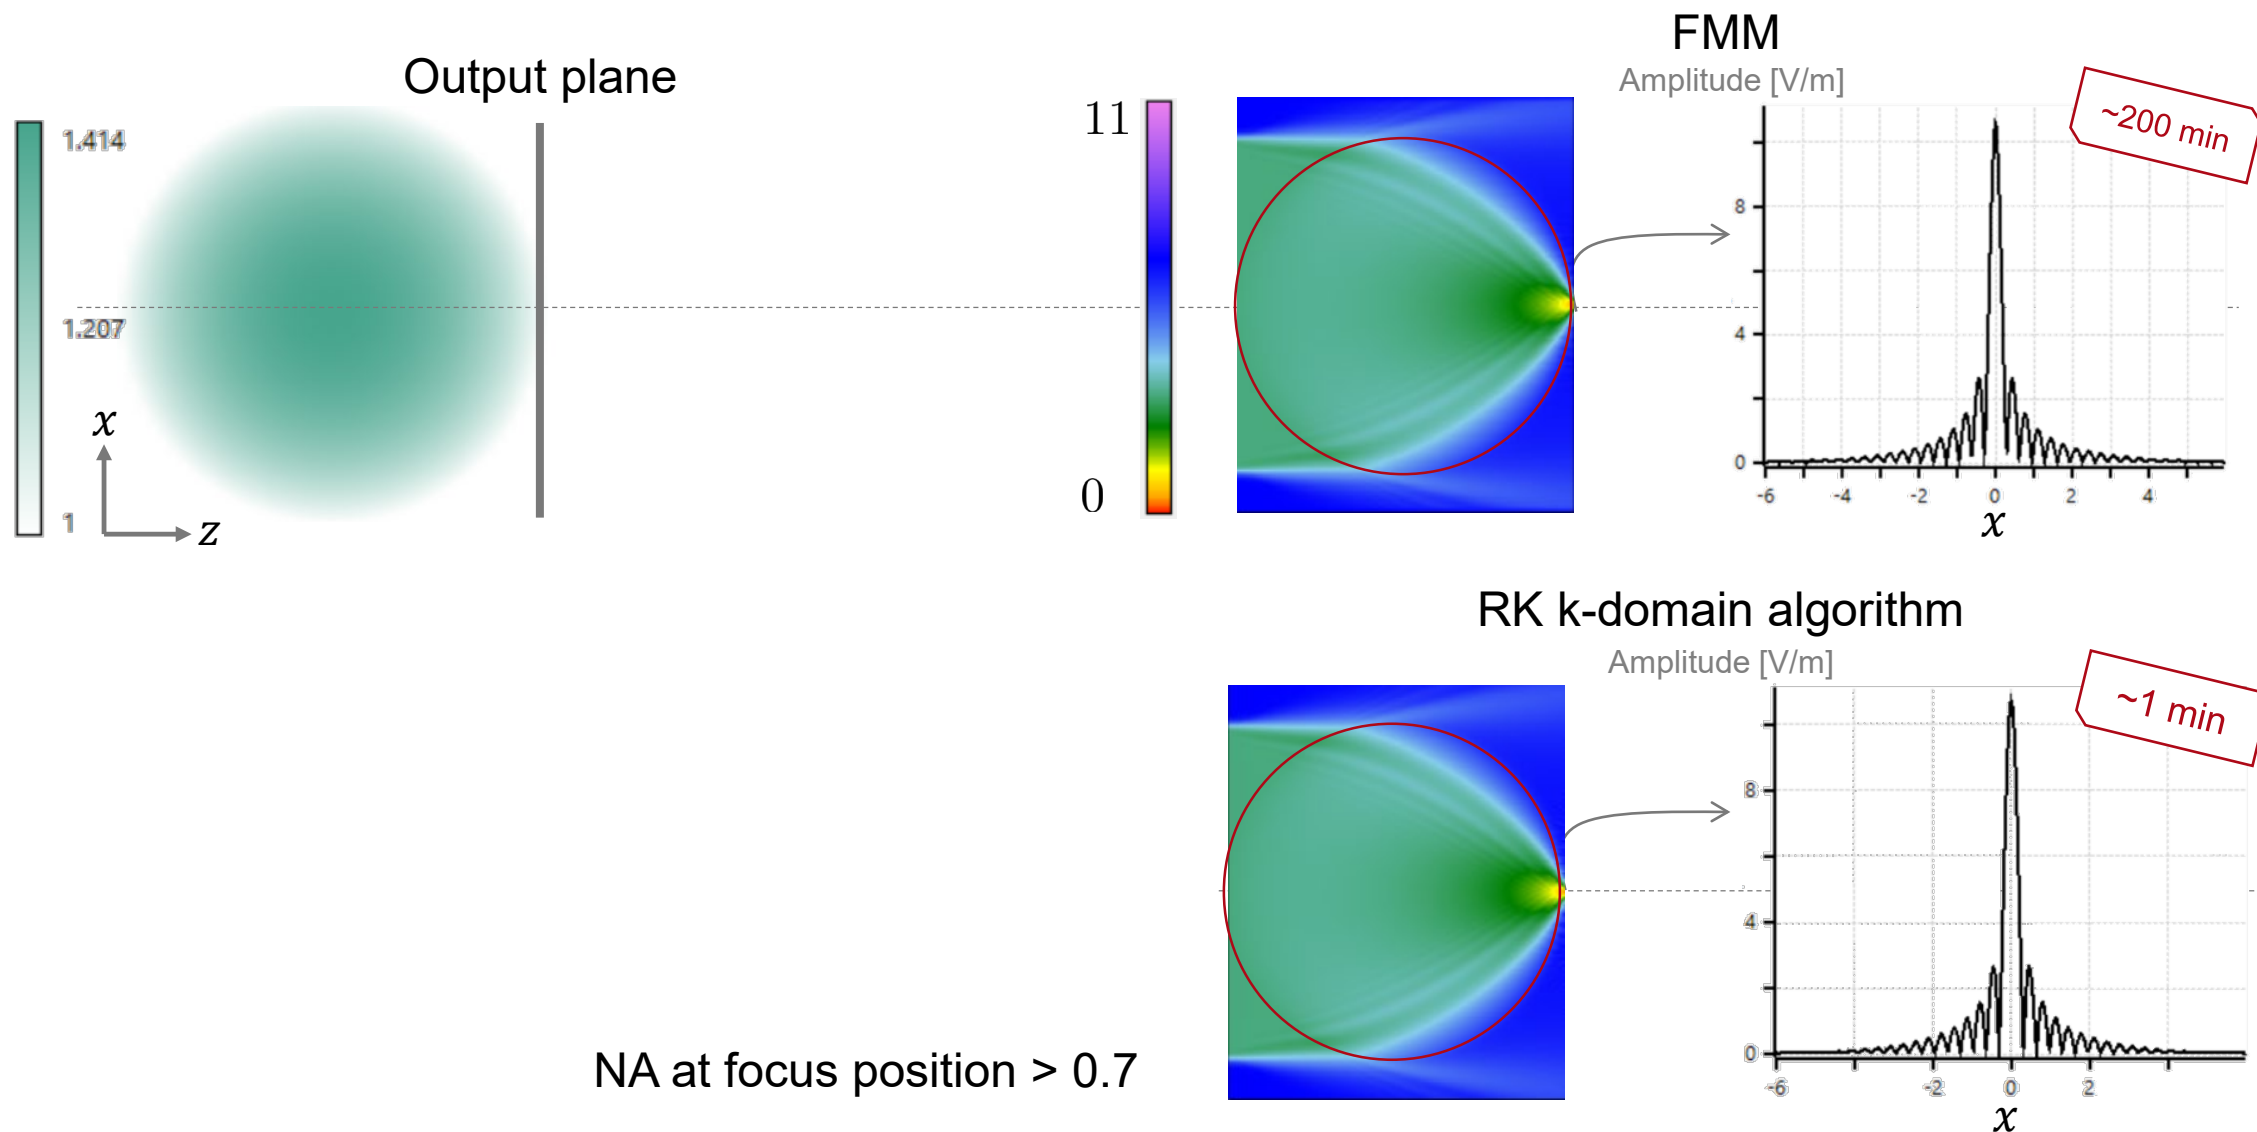 Output plane
1.414
1.207
1
x
z
11
0
FMM
Amplitude [V/m]
~200 min
8
4
0
-6 -4 -2 0 2 4
x
RK k-domain algorithm
Amplitude [V/m]
~1 min
8
4
0
-6 -2 0 2
x
NA at focus position > 0.7